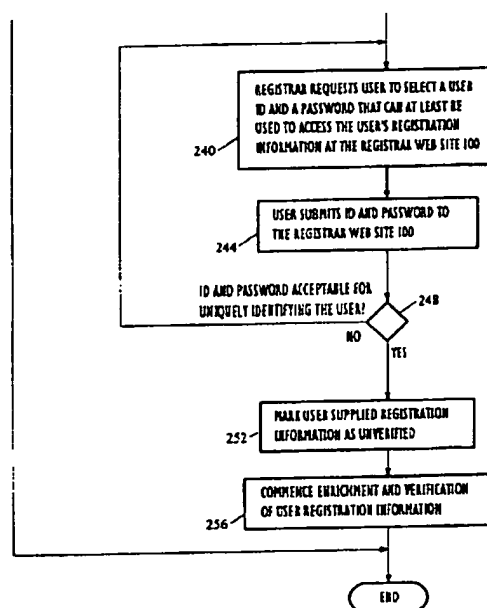 REGISTRAR REQUESTS USER TO SELECT A USER
ID AND A PASSWORD THAT CAN AT LEAST BE
USED TO ACCESS THE USER'S REGISTRATION
INFORMATION AT THE REGISTRAR WEB SITE 100
240
USER SUBMITS ID AND PASSWORD TO
THE REGISTRAR WEB SITE 100
244
ID AND PASSWORD ACCEPTABLE FOR
UNIQUELY IDENTIFYING THE USER?
248
NO
YES
MARK USER SUPPLIED REGISTRATION
INFORMATION AS UNVERIFIED
252
COMMENCE ENRICHMENT AND VERIFICATION
OF USER REGISTRATION INFORMATION
256
END